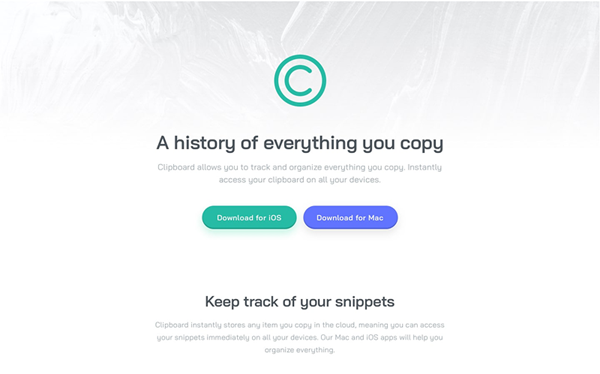 A history of everything you copy
Clipboard allows you to track and organize everything you copy. Instantly
access your clipboard on all your devices.
Download for iOS
Download for Mac
Keep track of your snippets
Clipboard instantly stores any item you copy in the cloud, meaning you can access
your snippets immediately on all your devices. Our Mac and iOS apps will help you
organize everything.